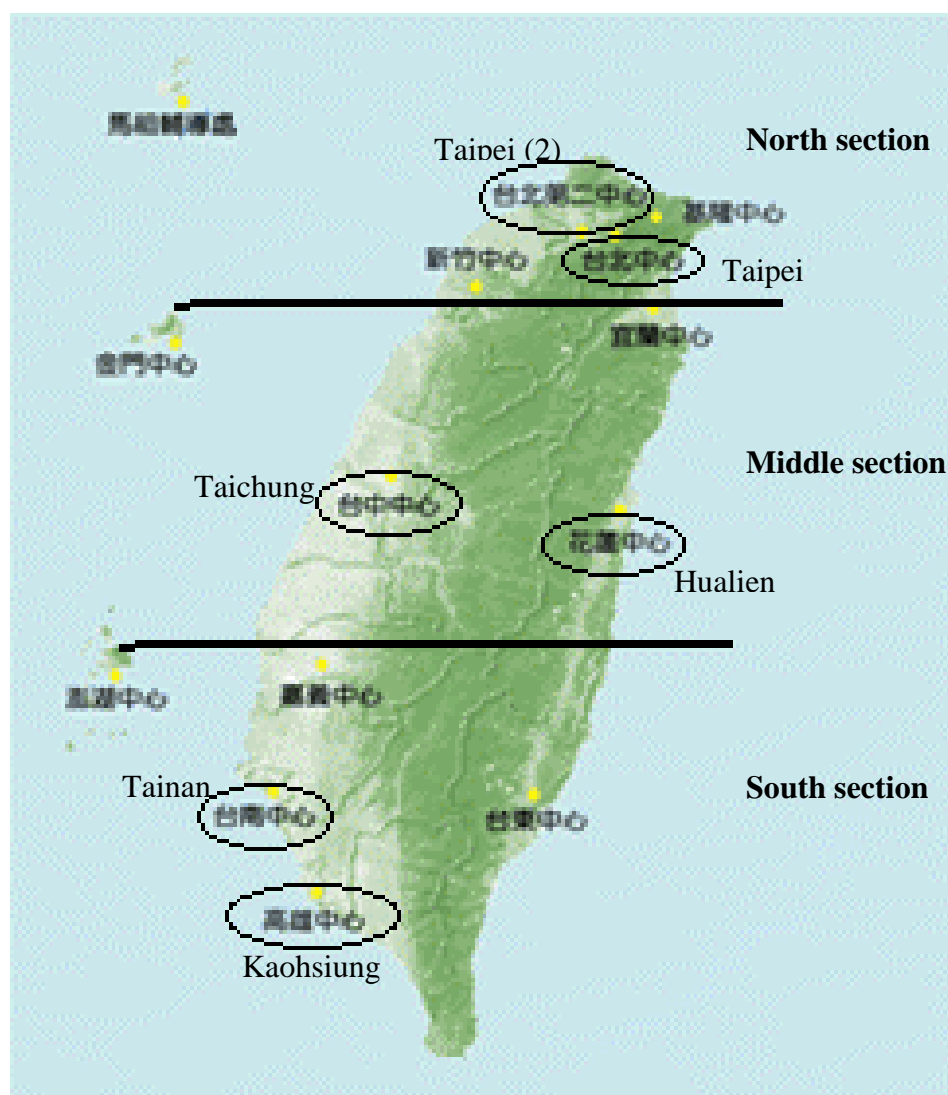 馬祖輔導處
North section
Taipei (2)
台北第二中心
基隆中心
新竹中心
台北中心
Taipei
宜蘭中心
金門中心
Middle section
Taichung
台中中心
花蓮中心
Hualien
澎湖中心
嘉義中心
Tainan
South section
台南中心
台東中心
高雄中心
Kaohsiung